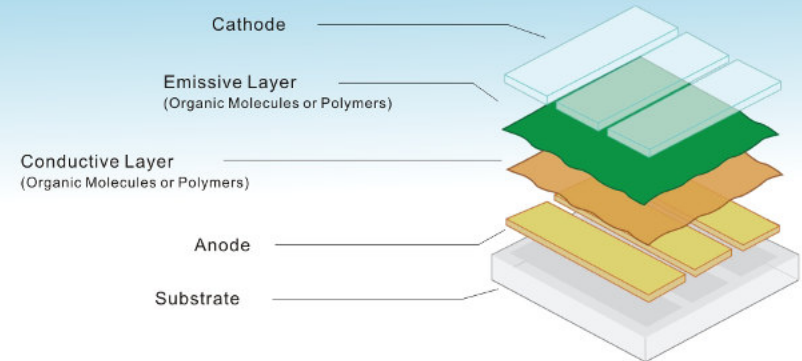 Cathode
Emissive Layer
(Organic Molecules or Polymers)
Conductive Layer
(Organic Molecules or Polymers)
Anode
Substrate